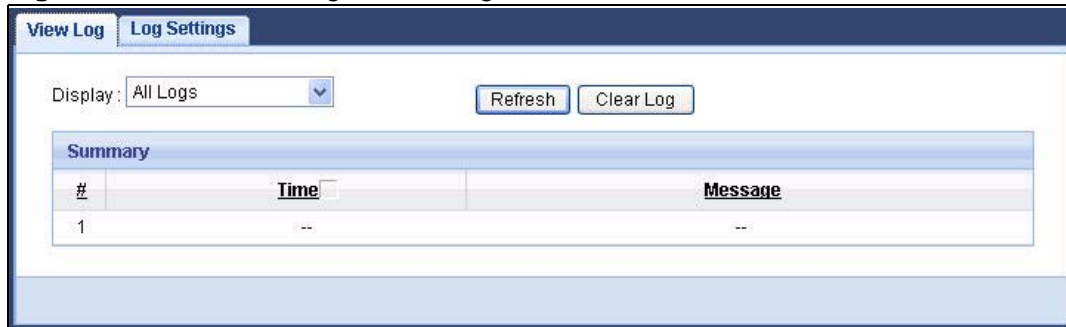 View Log Log Settings
Display : All Logs Refresh Clear Log
Summary
# Time Message
1 -- --